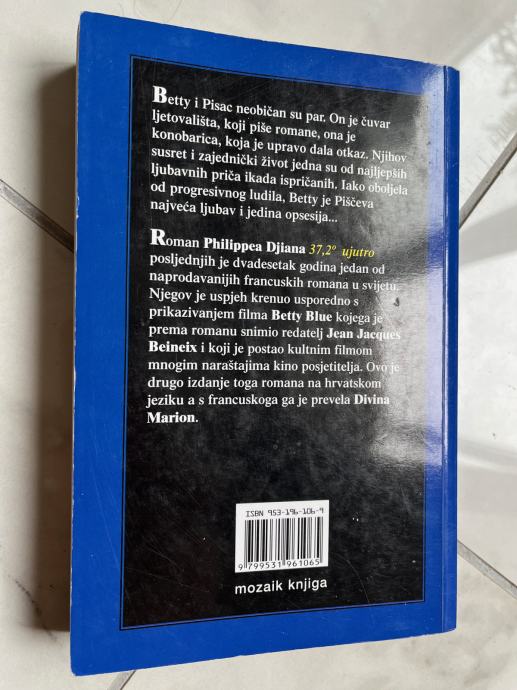 Betty i Pisac neobičan su par. On je čuvar
ljetovališta, koji piše romane, ona je
konobarica, koja je upravo dala otkaz. Njihov
susret i zajednički život jedna su od najljepših
ljubavnih priča ikada ispričanih. Iako oboljela
od progresivnog ludila, Betty je Piščeva
najveća ljubav i jedina opsesija...
Roman Philippea Djiana 37,2° ujutro
posljednjih je dvadesetak godina jedan od
naprodavanijih francuskih romana u svijetu.
Njegov je uspjeh krenuo usporedno s
prikazivanjem filma Betty Blue kojega je
prema romanu snimio redatelj Jean Jacques
Beineix i koji je postao kultnim filmom
mnogim naraštajima kino posjetitelja. Ovo je
drugo izdanje toga romana na hrvatskom
jeziku a s francuskoga ga je prevela Divina
Marion.
ISBN 953-196-106-9
9 799531 961065
mozaik knjiga